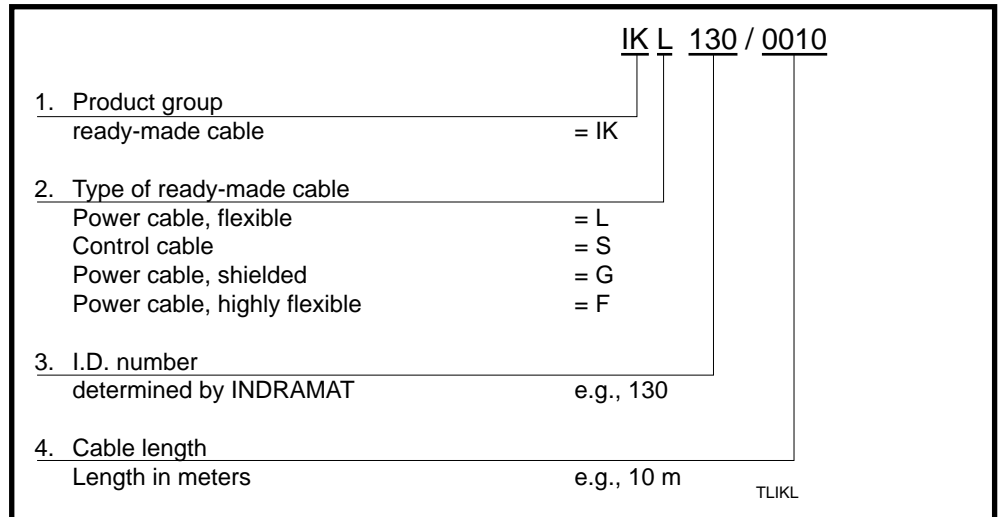 IK L 130 / 0010
1. Product group
ready-made cable = IK
2. Type of ready-made cable
Power cable, flexible = L
Control cable = S
Power cable, shielded = G
Power cable, highly flexible = F
3. I.D. number
determined by INDRAMAT e.g., 130
4. Cable length
Length in meters e.g., 10 m
TLIKL